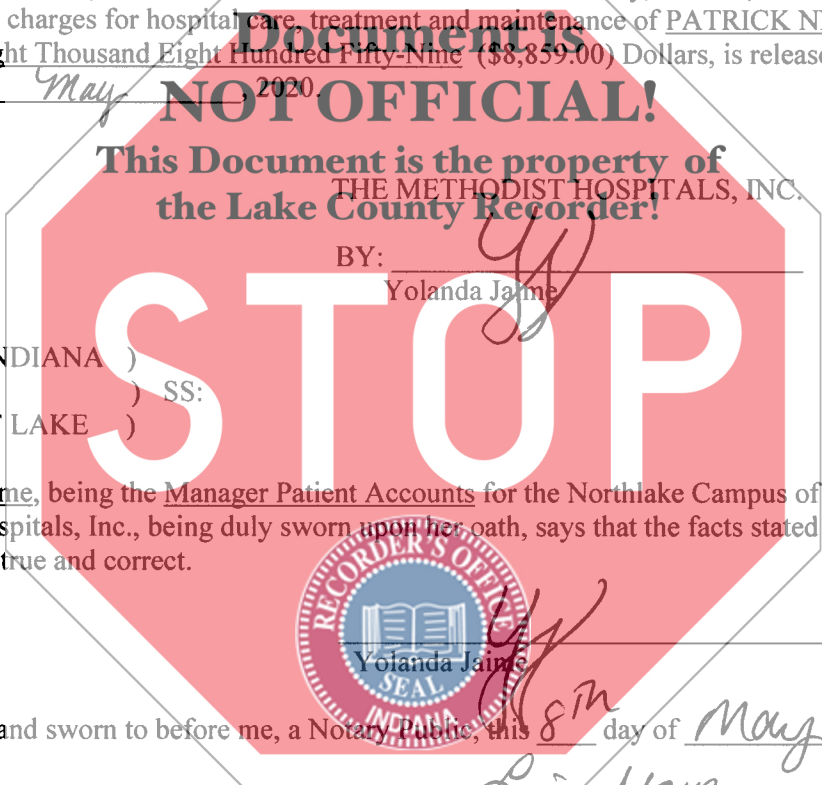 charges for hospital care, treatment and maintenance of PATRICK
ght Thousand Eight Hundred Fifty-Nine ($8,859.00) Dollars, is releas
May, 2020.
Document is
NOT OFFICIAL!
This Document is the property of
the Lake County Recorder!
THE METHODIST HOSPITALS, INC.
BY:
Yolanda Jaime
STOP
NDIANA )
) SS:
LAKE )
me, being the Manager Patient Accounts for the Northlake Campus of
spitals, Inc., being duly sworn upon her oath, says that the facts stated
true and correct.
RECORDER'S OFFICE
SEAL
INDIANA
Yolanda Jaime
and sworn to before me, a Notary Public, this 8th day of May